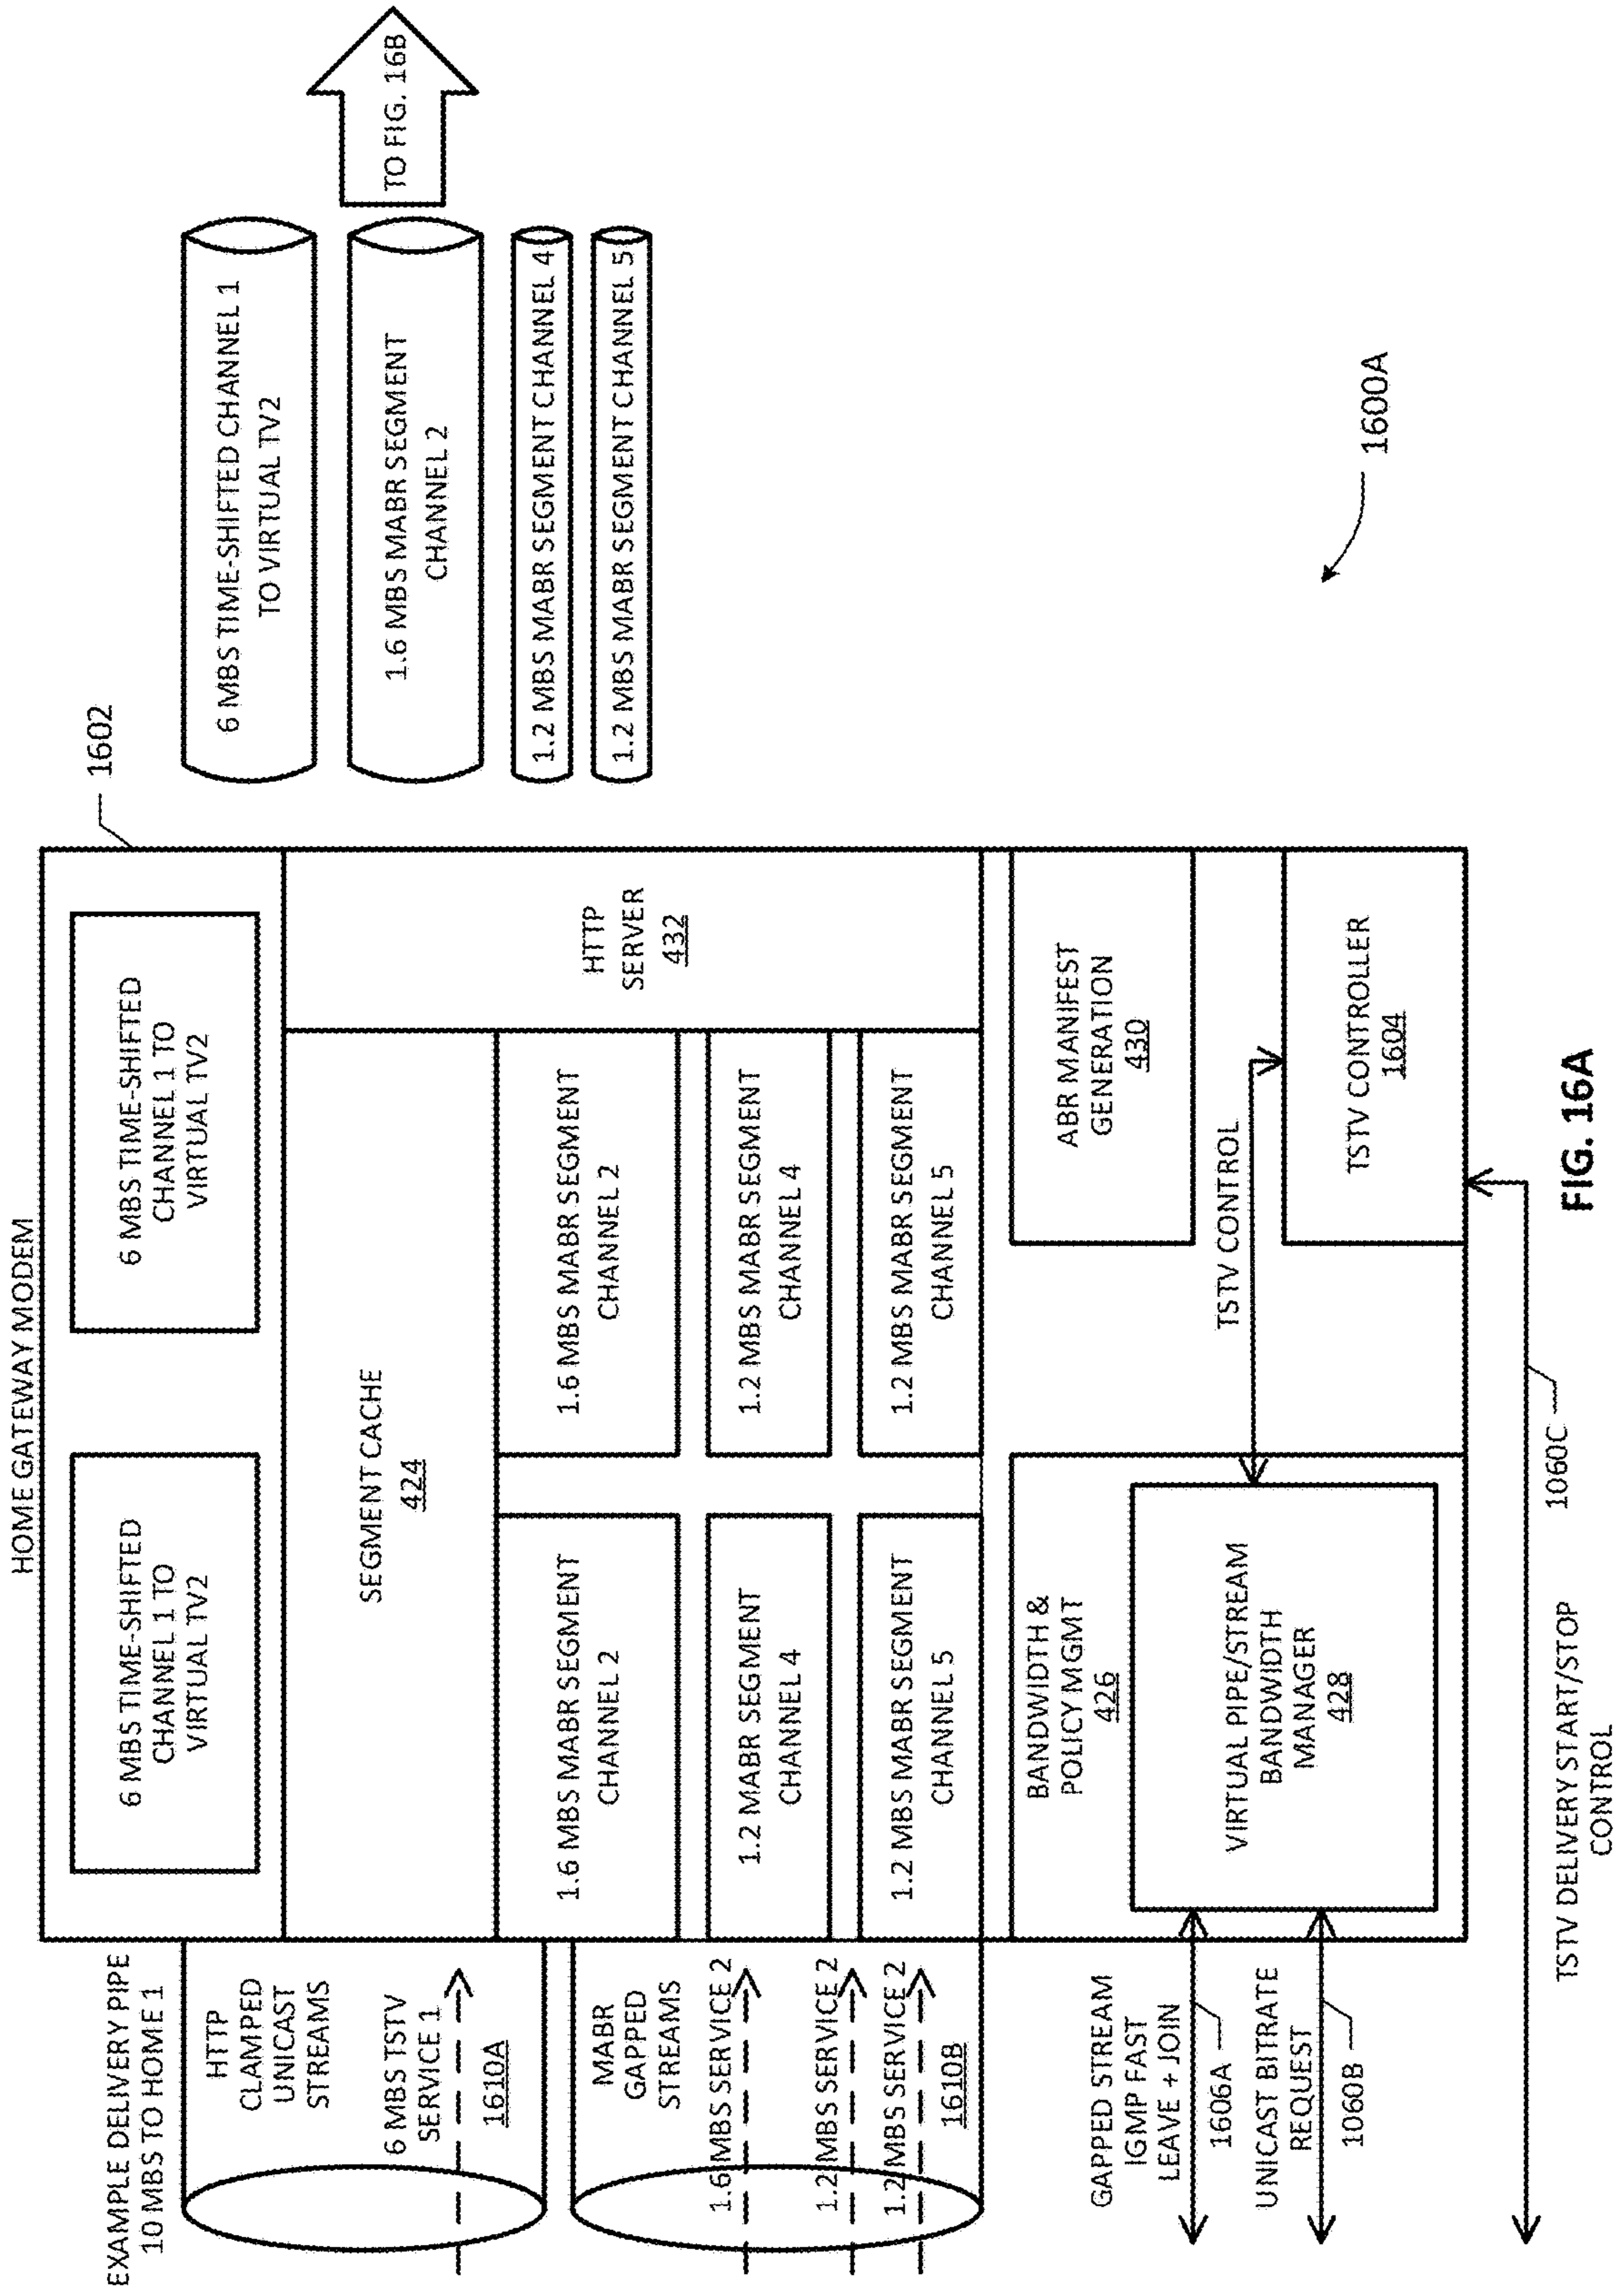 HOME GATEWAY MODEM
1602
EXAMPLE DELIVERY PIPE
10 MBS TO HOME 1
HTTP
CLAMPED
UNICAST
STREAMS
6 MBS TSTV
SERVICE 1
1610A
MABR
GAPPED
STREAMS
1.6 MBS SERVICE 2
1.2 MBS SERVICE 2
1.2 MBS SERVICE 2
1610B
GAPPED STREAM
IGMP FAST
LEAVE + JOIN
1606A
UNICAST BITRATE
REQUEST
1060B
TSTV DELIVERY START/STOP
CONTROL
1060C
6 MBS TIME-SHIFTED
CHANNEL 1 TO
VIRTUAL TV2
6 MBS TIME-SHIFTED
CHANNEL 1 TO
VIRTUAL TV2
SEGMENT CACHE
424
1.6 MBS MABR SEGMENT
CHANNEL 2
1.6 MBS MABR SEGMENT
CHANNEL 2
1.2 MABR SEGMENT
CHANNEL 4
1.2 MBS MABR SEGMENT
CHANNEL 4
1.2 MBS MABR SEGMENT
CHANNEL 5
1.2 MBS MABR SEGMENT
CHANNEL 5
HTTP
SERVER
432
BANDWIDTH &
POLICY MGMT
426
VIRTUAL PIPE/STREAM
BANDWIDTH
MANAGER
428
TSTV CONTROL
ABR MANIFEST
GENERATION
430
TSTV CONTROLLER
1604
6 MBS TIME-SHIFTED CHANNEL 1
TO VIRTUAL TV2
1.6 MBS MABR SEGMENT
CHANNEL 2
1.2 MBS MABR SEGMENT CHANNEL 4
1.2 MBS MABR SEGMENT CHANNEL 5
TO FIG. 16B
1600A
FIG. 16A